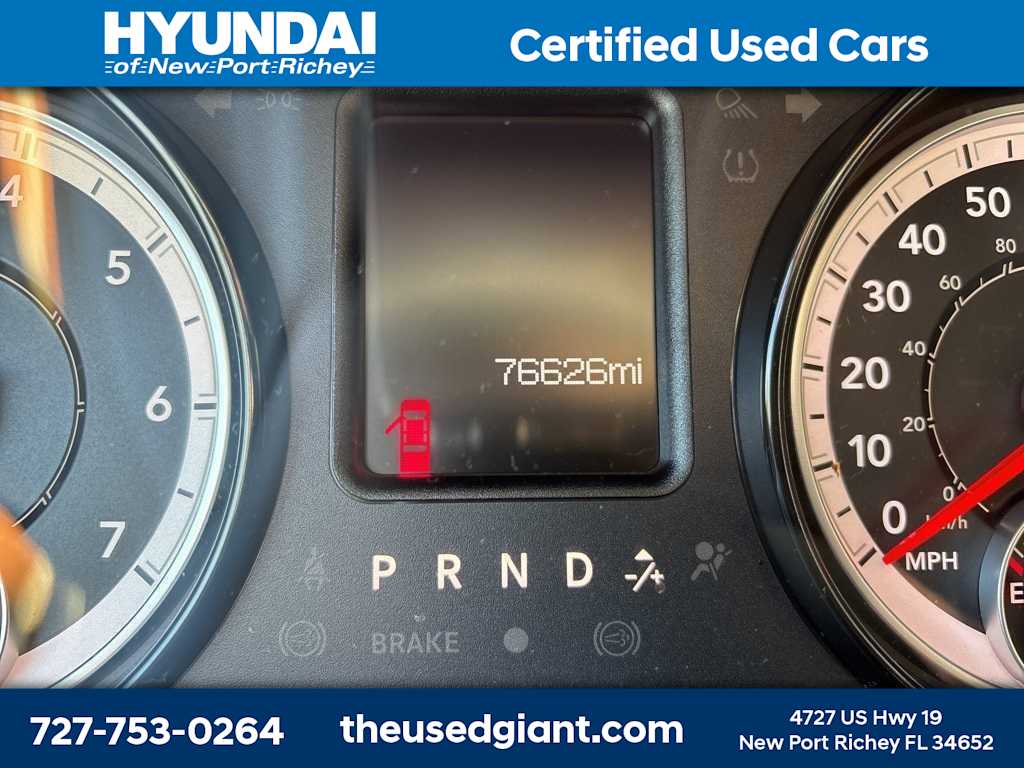 HYUNDAI
of New Port Richey
Certified Used Cars
4
5
6
7
76626mi
P R N D -/+
BRAKE
50
40
30
20
10
0
MPH
80
60
40
20
0
km/h
E
727-753-0264
theusedgiant.com
4727 US Hwy 19
New Port Richey FL 34652